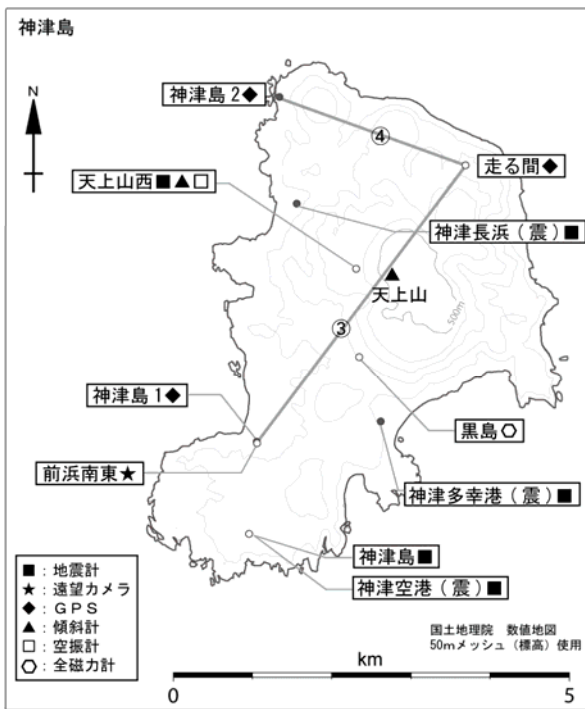 神津島
N
神津島2◆
④
走る間◆
天上山西■▲□
神津長浜(震)■
天上山
500m
③
神津島1◆
黒島⬡
前浜南東★
神津多幸港(震)■
神津島■
神津空港(震)■
■:地震計
★:遠望カメラ
◆:GPS
▲:傾斜計
□:空振計
⬡:全磁力計
国土地理院 数値地図
50mメッシュ(標高)使用
km
0 5